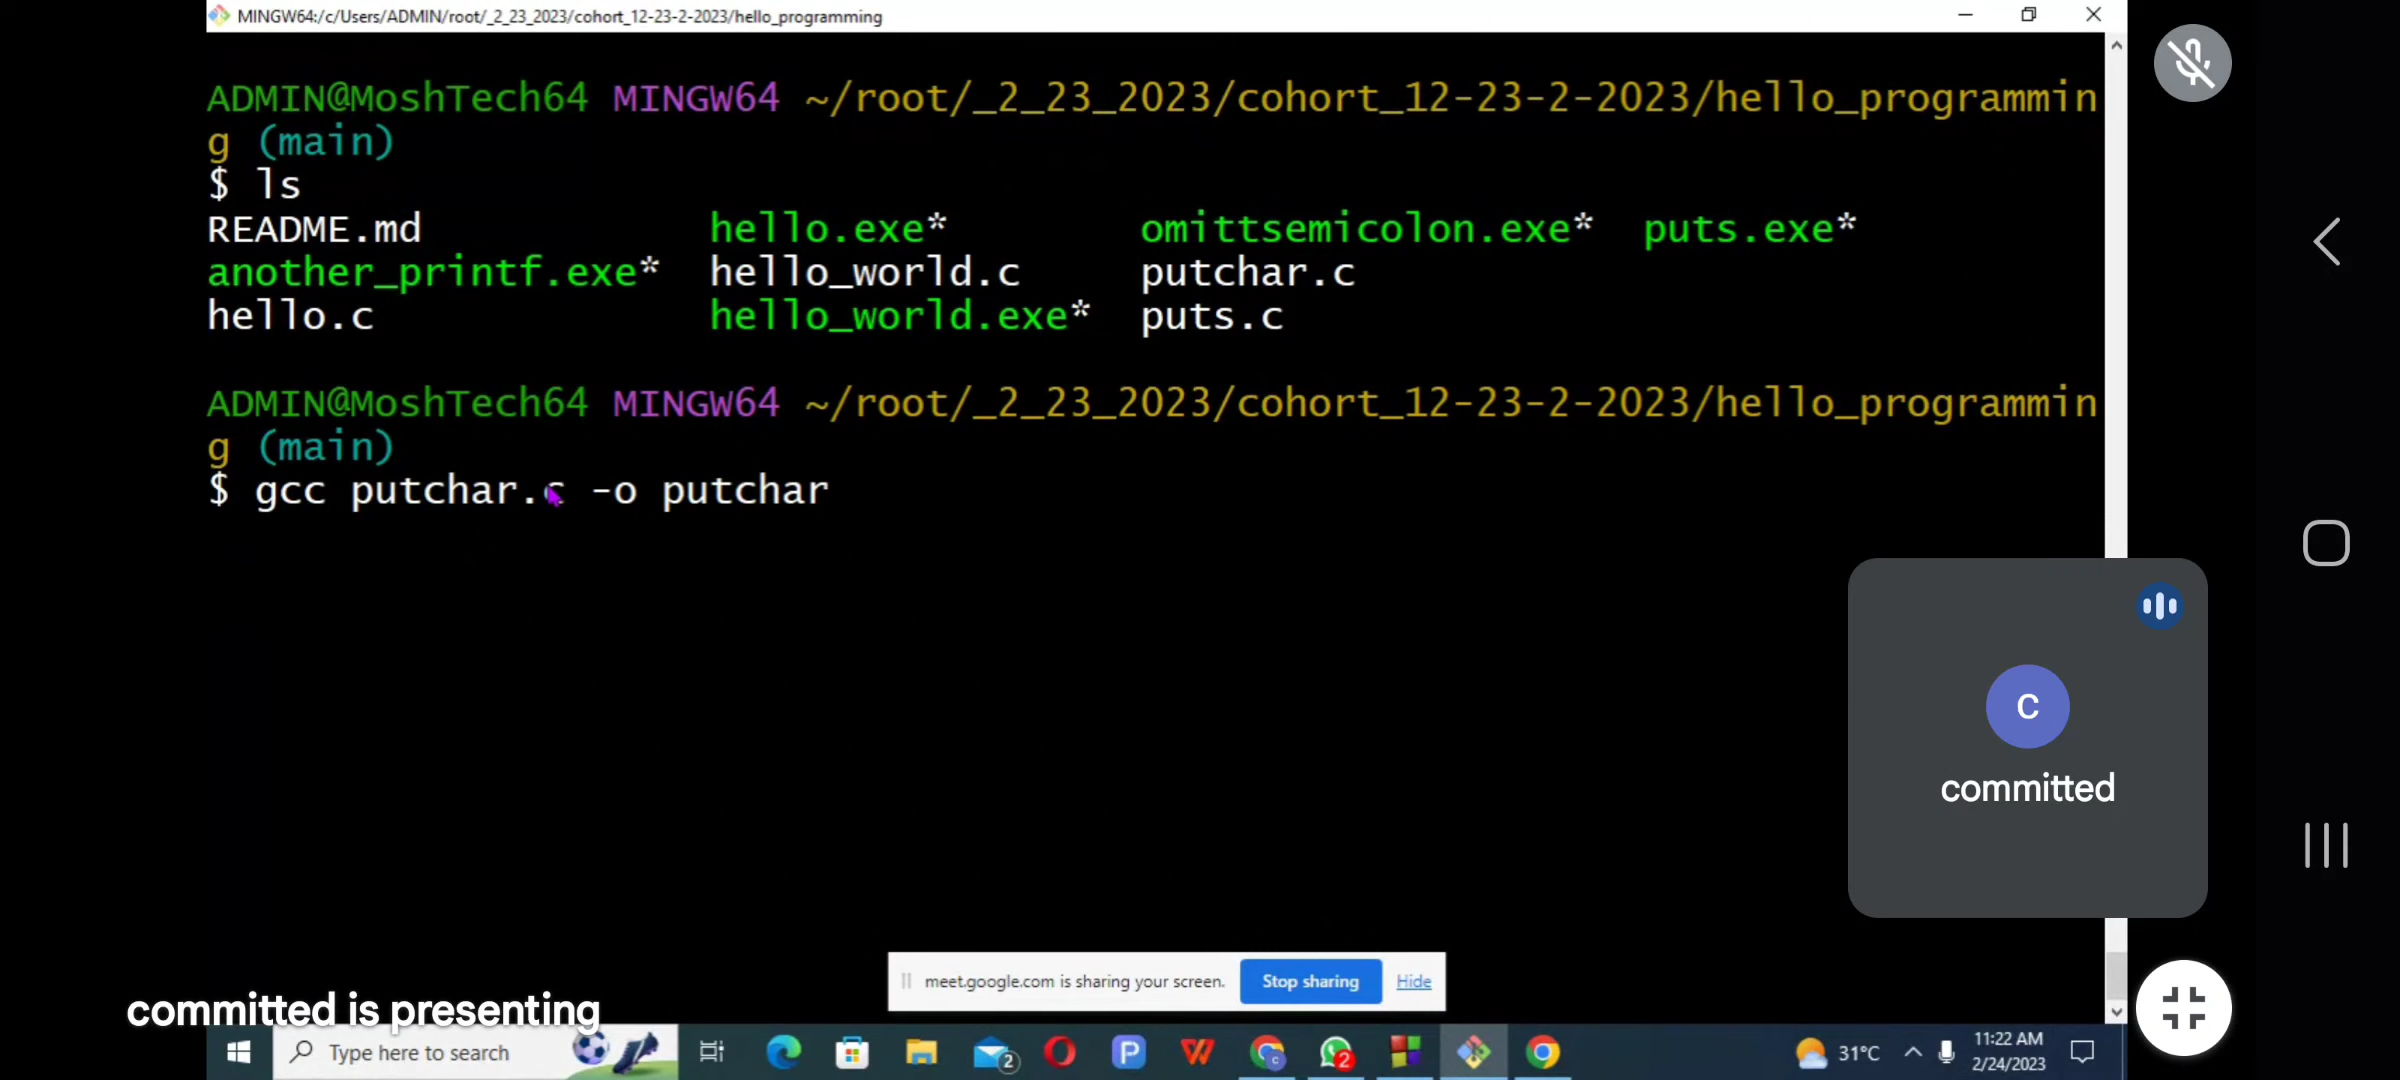 MINGW64:/c/Users/ADMIN/root/_2_23_2023/cohort_12-23-2-2023/hello_programming
ADMIN@MoshTech64 MINGW64 ~/root/_2_23_2023/cohort_12-23-2-2023/hello_programmin
g (main)
$ ls
README.md hello.exe* omittsemicolon.exe* puts.exe*
another_printf.exe* hello_world.c putchar.c
hello.c hello_world.exe* puts.c
ADMIN@MoshTech64 MINGW64 ~/root/_2_23_2023/cohort_12-23-2-2023/hello_programmin
g (main)
$ gcc putchar.c -o putchar
C
committed
meet.google.com is sharing your screen. Stop sharing Hide
committed is presenting
Type here to search 2 2 31°C 11:22 AM
2/24/2023